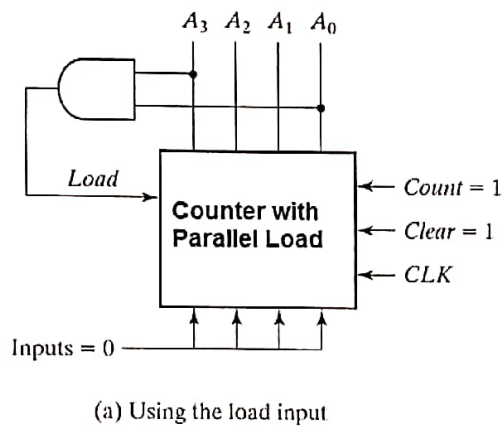 A3 A2 A1 A0
Load
Count = 1
Counter with
Parallel Load
Clear = 1
CLK
Inputs = 0
(a) Using the load input